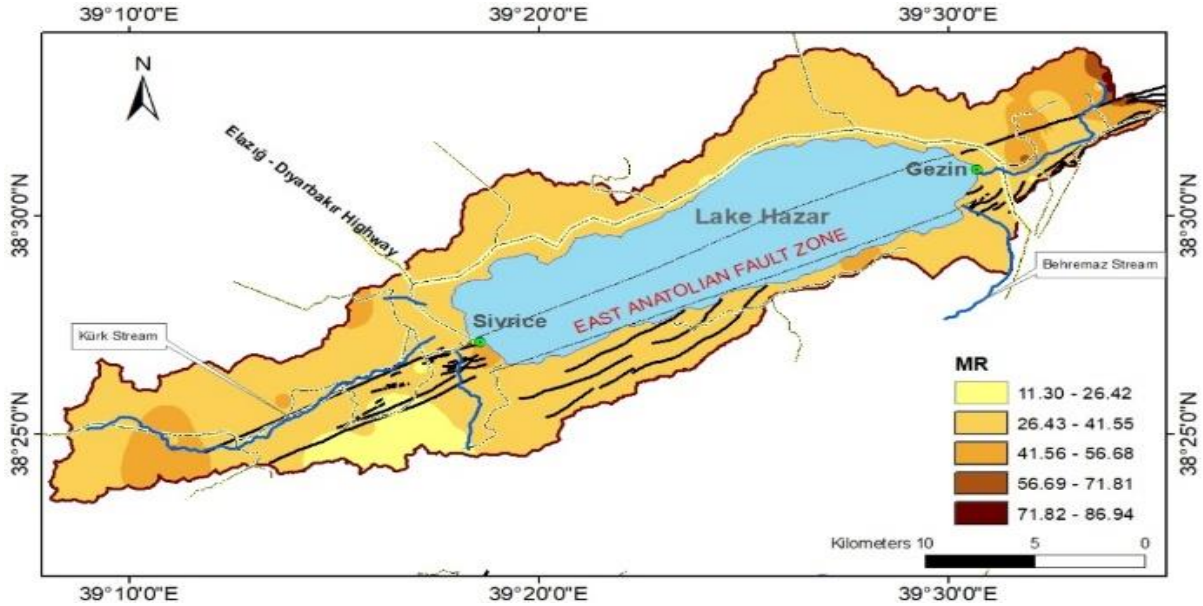 39°10'0"E 39°20'0"E 39°30'0"E
N
Elazığ - Dıyarbakır Highway
Gezin
38°30'0"N 38°30'0"N
Lake Hazar
EAST ANATOLIAN FAULT ZONE
Behremaz Stream
Sivrice
Kürk Stream
MR
11.30 - 26.42
26.43 - 41.55
38°25'0"N 38°25'0"N
41.56 - 56.68
56.69 - 71.81
71.82 - 86.94
Kilometers 10 5 0
39°10'0"E 39°20'0"E 39°30'0"E